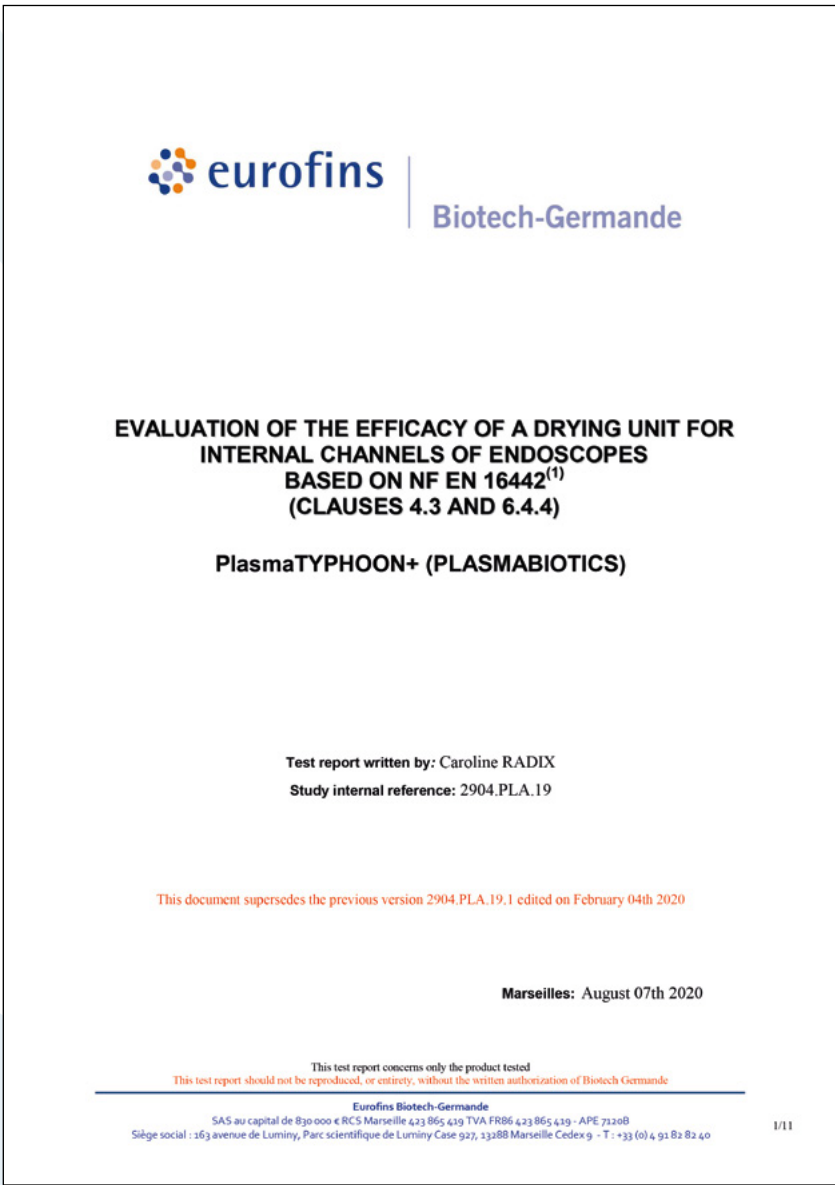 eurofins
Biotech-Germande
EVALUATION OF THE EFFICACY OF A DRYING UNIT FOR
INTERNAL CHANNELS OF ENDOSCOPES
BASED ON NF EN 16442(1)
(CLAUSES 4.3 AND 6.4.4)
PlasmaTYPHOON+ (PLASMABIOTICS)
Test report written by: Caroline RADIX
Study internal reference: 2904.PLA.19
This document supersedes the previous version 2904.PLA.19.1 edited on February 04th 2020
Marseilles: August 07th 2020
This test report concerns only the product tested
This test report should not be reproduced, or entirety, without the written authorization of Biotech Germande
Eurofins Biotech-Germande
SAS au capital de 830 000 € RCS Marseille 423 865 419 TVA FR86 423 865 419 - APE 7120B
Siège social : 163 avenue de Luminy, Parc scientifique de Luminy Case 927, 13288 Marseille Cedex 9 - T : +33 (0) 4 91 82 82 40
1/11